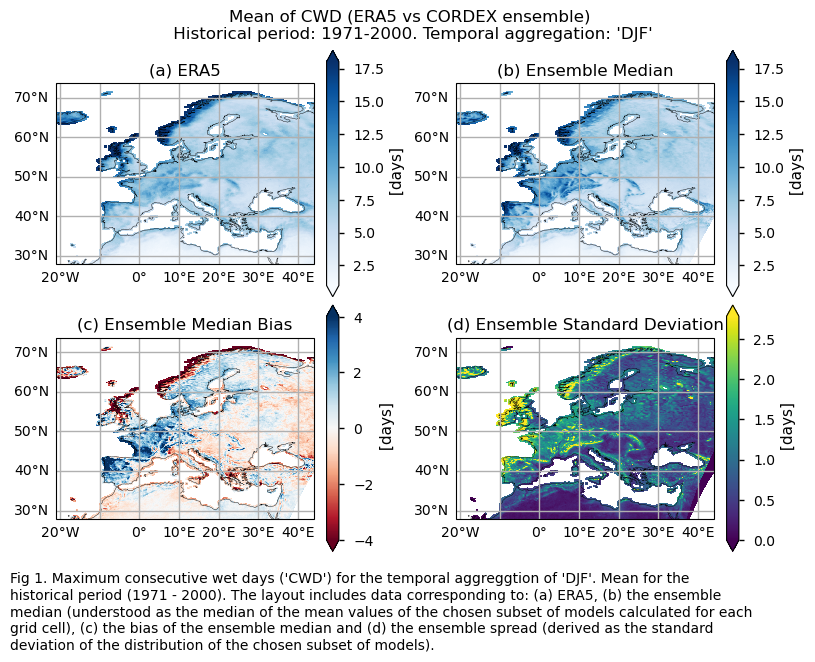 Mean of CWD (ERA5 vs CORDEX ensemble)
Historical period: 1971-2000. Temporal aggregation: 'DJF'
(a) ERA5
70°N
60°N
50°N
40°N
30°N
20°W 0° 10°E 20°E 30°E 40°E
17.5
15.0
12.5
10.0
7.5
5.0
2.5
[days]
(b) Ensemble Median
70°N
60°N
50°N
40°N
30°N
20°W 0° 10°E 20°E 30°E 40°E
17.5
15.0
12.5
10.0
7.5
5.0
2.5
[days]
(c) Ensemble Median Bias
70°N
60°N
50°N
40°N
30°N
20°W 0° 10°E 20°E 30°E 40°E
4
2
0
−2
−4
[days]
(d) Ensemble Standard Deviation
70°N
60°N
50°N
40°N
30°N
20°W 0° 10°E 20°E 30°E 40°E
2.5
2.0
1.5
1.0
0.5
0.0
[days]
Fig 1. Maximum consecutive wet days ('CWD') for the temporal aggreggtion of 'DJF'. Mean for the
historical period (1971 - 2000). The layout includes data corresponding to: (a) ERA5, (b) the ensemble
median (understood as the median of the mean values of the chosen subset of models calculated for each
grid cell), (c) the bias of the ensemble median and (d) the ensemble spread (derived as the standard
deviation of the distribution of the chosen subset of models).